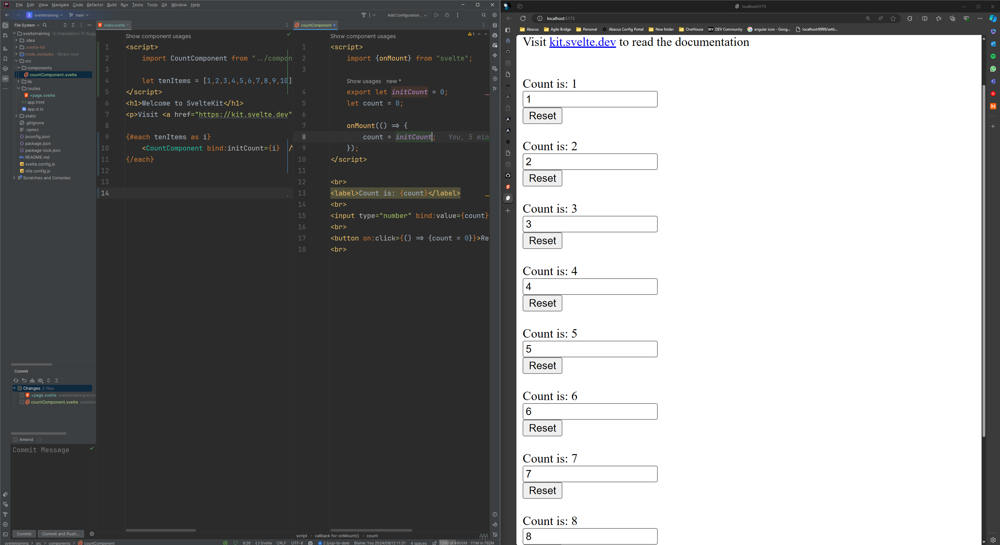 File Edit View Navigate Code Refactor Build Run Tests Tools Git Window Help
S sveltetraining main Add Configuration...
File System
sveltetraining E:\Hackathon 17 Augu
.idea
.svelte-kit
node_modules library root
src
components
countComponent.svelte
lib
routes
+page.svelte
app.html
app.d.ts
static
.gitignore
.npmrc
jsconfig.json
package.json
package-lock.json
README.md
svelte.config.js
vite.config.js
Scratches and Consoles
Commit
Changes 2 files
+page.svelte sveltetraining\src\r
countComponent.svelte sveltetra
Amend
Commit Message
Commit Commit and Push...
index.svelte
Show component usages
1 <script>
2 import CountComponent from "../compon
3
4 let tenItems = [1,2,3,4,5,6,7,8,9,10]
5 </script>
6 <h1>Welcome to SvelteKit</h1>
7 <p>Visit <a href="https://kit.svelte.dev"
8
9 {#each tenItems as i}
10 <CountComponent bind:initCount={i} />
11 {/each}
12
13
14
countComponent
Show component usages
1
1 <script>
2 import {onMount} from "svelte";
3
Show usages new *
4 export let initCount = 0;
5 let count = 0;
6
7 onMount(() => {
8 count = initCount; You, 5 min
9 });
10 </script>
11
12 <br>
13 <label>Count is: {count}</label>
14 <br>
15 <input type="number" bind:value={count}
16 <br>
17 <button on:click={() => {count = 0}}>Re
18 <br>
script > callback for onMount() > count
sveltetraining > src > components > countComponent
8:26 {} Svelte CRLF UTF-8 2 Δ/up-to-date Blame: You 2024/08/13 11:31 4 spaces 1390 of 4600M 111M in 762M
localhost:5173
localhost:5173
Abacus Agile Bridge Personal Abacus Config Portal New folder OneHouse DEV Community angular icon - Goog... localhost:9999/setti...
Visit kit.svelte.dev to read the documentation
Count is: 1
1
Reset
Count is: 2
2
Reset
Count is: 3
3
Reset
Count is: 4
4
Reset
Count is: 5
5
Reset
Count is: 6
6
Reset
Count is: 7
7
Reset
Count is: 8
8